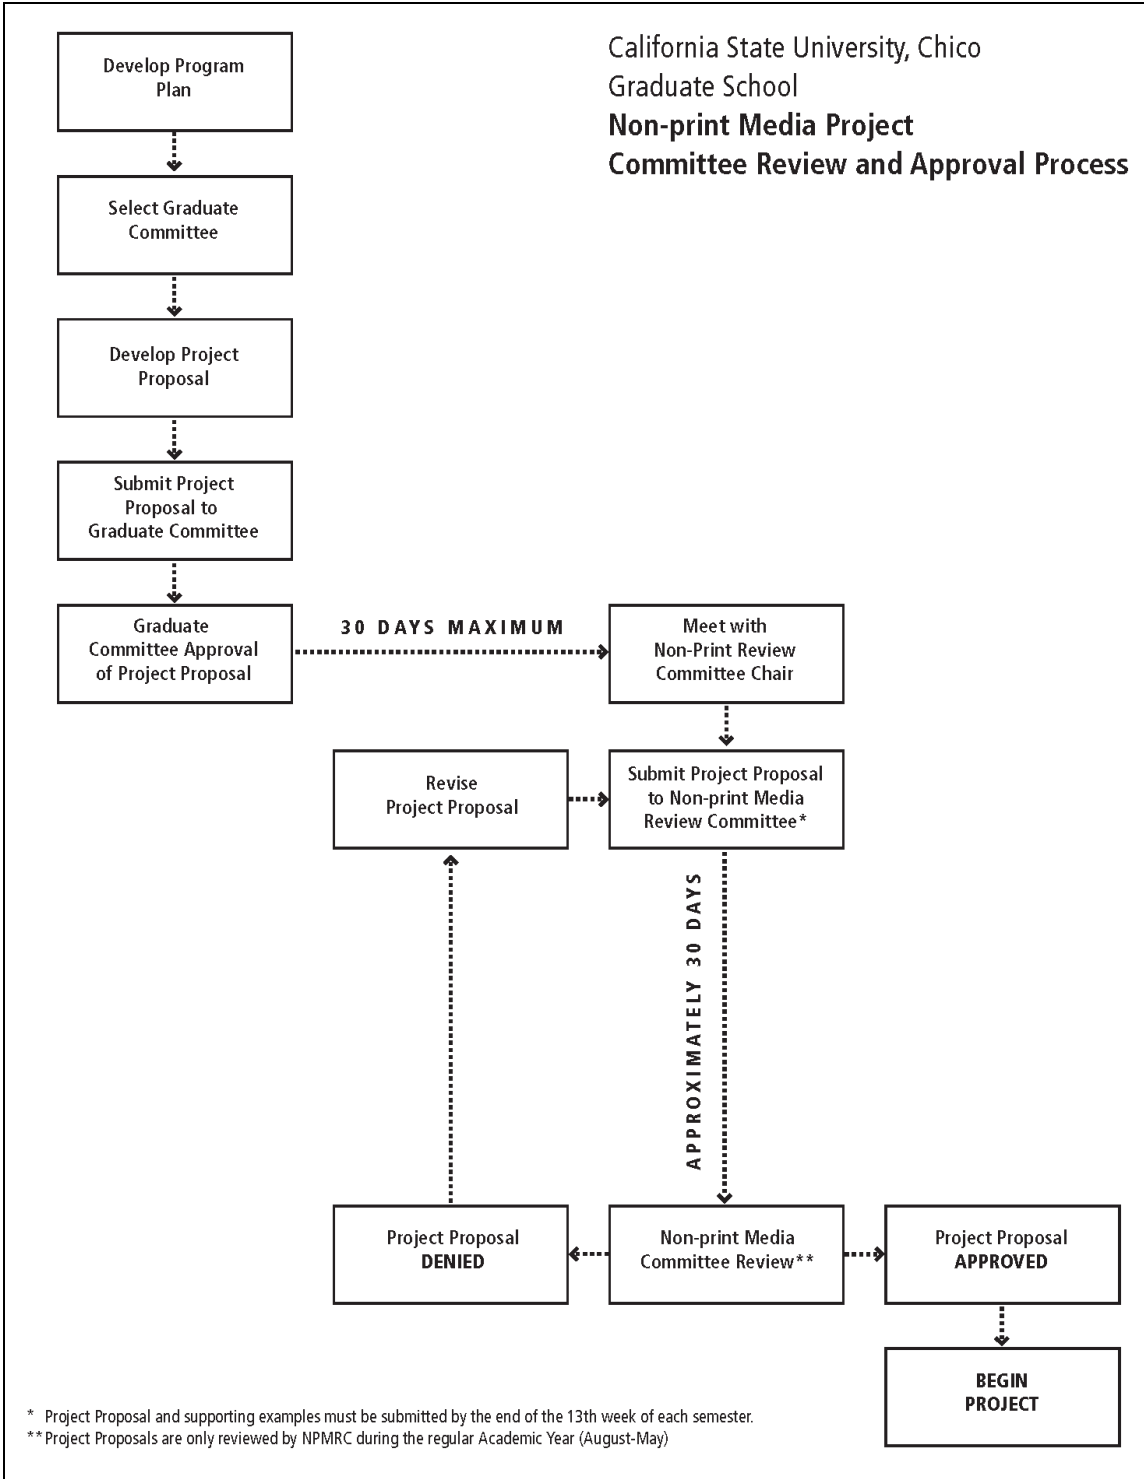 California State University, Chico
Graduate School
Non-print Media Project
Committee Review and Approval Process
Develop Program
Plan
Select Graduate
Committee
Develop Project
Proposal
Submit Project
Proposal to
Graduate Committee
Graduate
Committee Approval
of Project Proposal
30 DAYS MAXIMUM
Meet with
Non-Print Review
Committee Chair
Revise
Project Proposal
Submit Project Proposal
to Non-print Media
Review Committee*
APPROXIMATELY 30 DAYS
Project Proposal
DENIED
Non-print Media
Committee Review**
Project Proposal
APPROVED
BEGIN
PROJECT
* Project Proposal and supporting examples must be submitted by the end of the 13th week of each semester.
** Project Proposals are only reviewed by NPMRC during the regular Academic Year (August-May)